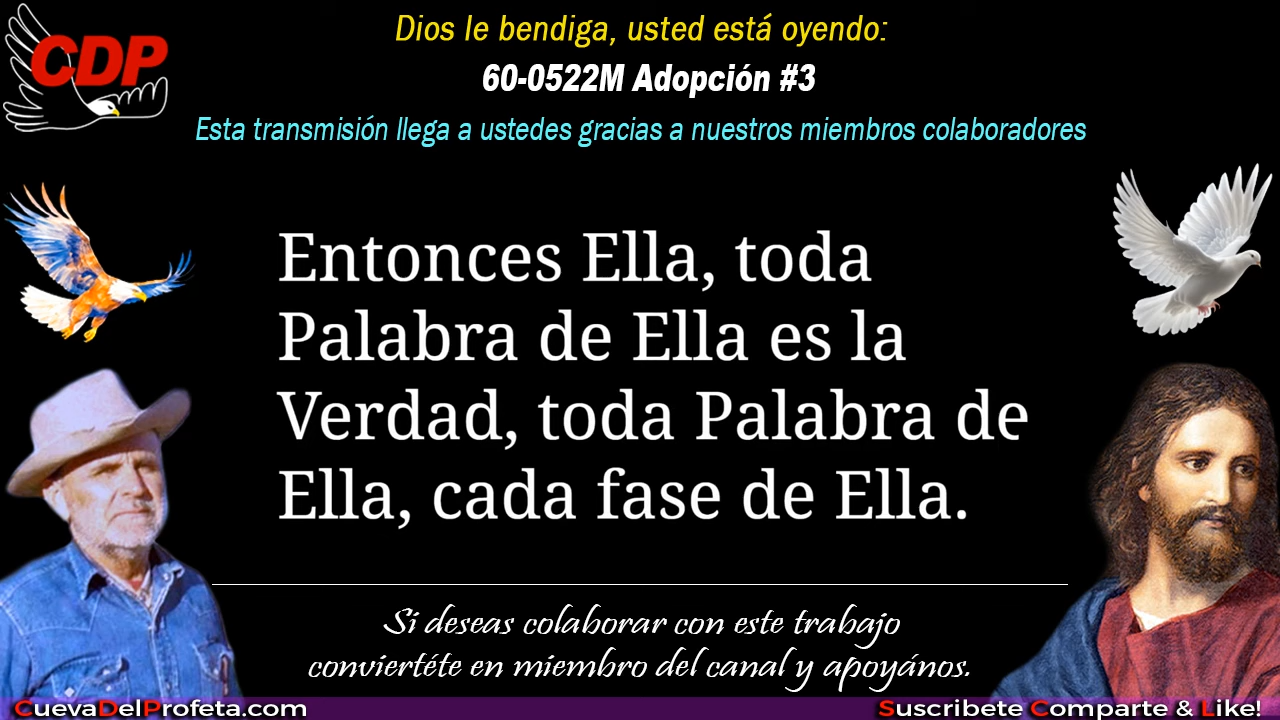 CDP
Dios le bendiga, usted está oyendo:
60-0522M Adopción #3
Esta transmisión llega a ustedes gracias a nuestros miembros colaboradores
Entonces Ella, toda
Palabra de Ella es la
Verdad, toda Palabra de
Ella, cada fase de Ella.
Si deseas colaborar con este trabajo
conviertéte en miembro del canal y apoyános.
CuevaDelProfeta.com
Suscribete Comparte & Like!